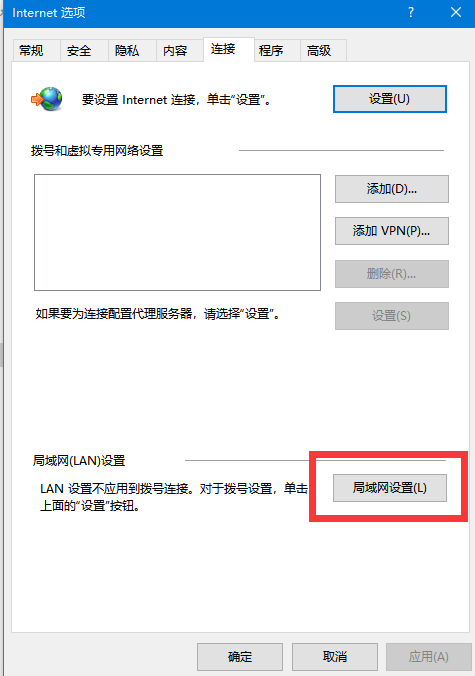 Internet 选项
?
常规 安全 隐私 内容 连接 程序 高级
要设置 Internet 连接，单击“设置”。
设置(U)
拨号和虚拟专用网络设置
添加(D)...
添加 VPN(P)...
删除(R)...
如果要为连接配置代理服务器，请选择“设置”。
设置(S)
局域网(LAN)设置
LAN 设置不应用到拨号连接。对于拨号设置，单击
上面的“设置”按钮。
局域网设置(L)
确定 取消 应用(A)